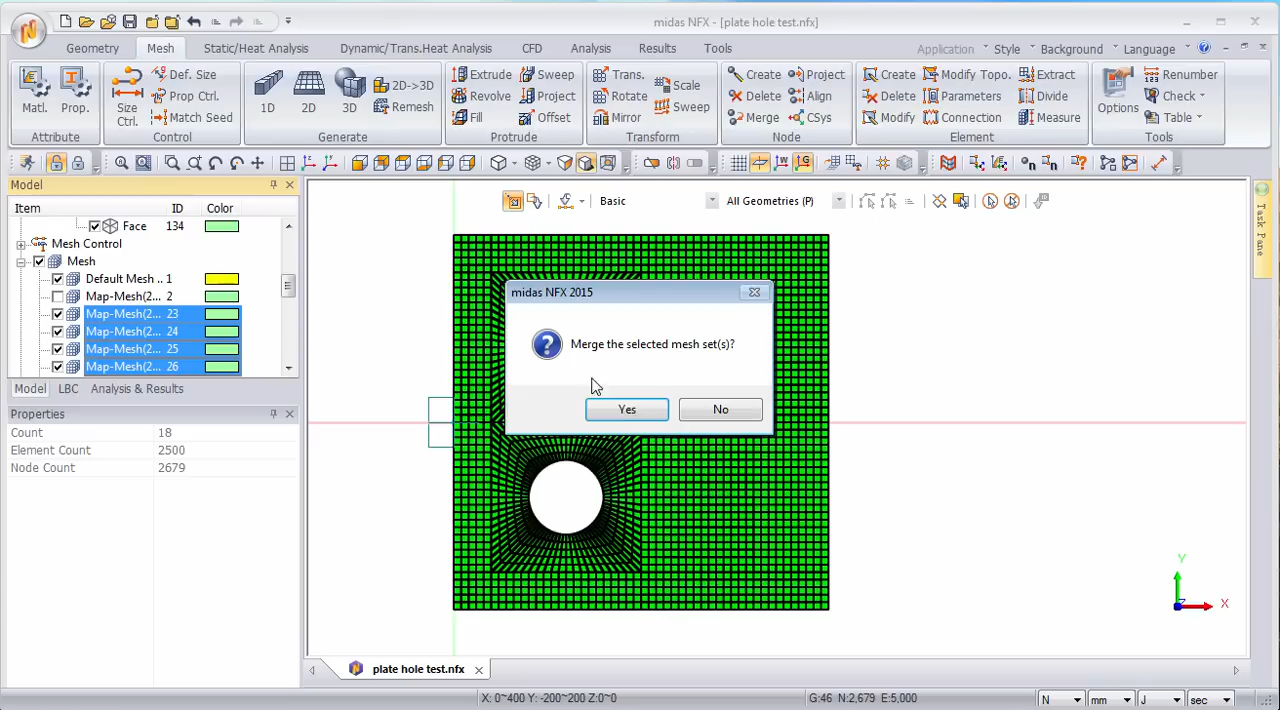 midas NFX - [plate hole test.nfx]
Geometry Mesh Static/Heat Analysis Dynamic/Trans.Heat Analysis CFD Analysis Results Tools Application Style Background Language
Def. Size
Prop Ctrl.
Match Seed
Matl. Prop. Size Ctrl.
1D 2D 3D
2D->3D
Remesh
Extrude Sweep
Revolve Project
Fill Offset
Trans.
Rotate
Mirror
Scale
Sweep
Create Project
Delete Align
Merge CSys
Create Modify Topo. Extract
Delete Parameters Divide
Modify Connection Measure
Options
Renumber
Check
Table
Attribute Control Generate Protrude Transform Node Element Tools
Model
Item ID Color
Face 134
Mesh Control
Mesh
Default Mesh ... 1
Map-Mesh(2... 2
Map-Mesh(2... 23
Map-Mesh(2... 24
Map-Mesh(2... 25
Map-Mesh(2... 26
Model LBC Analysis & Results
Properties
Count 18
Element Count 2500
Node Count 2679
Basic All Geometries (P)
Task Pane
midas NFX 2015
Merge the selected mesh set(s)?
Yes No
Y
Z
X
plate hole test.nfx
X: 0~400 Y: -200~200 Z:0~0 G:46 N:2,679 E:5,000 N mm J sec